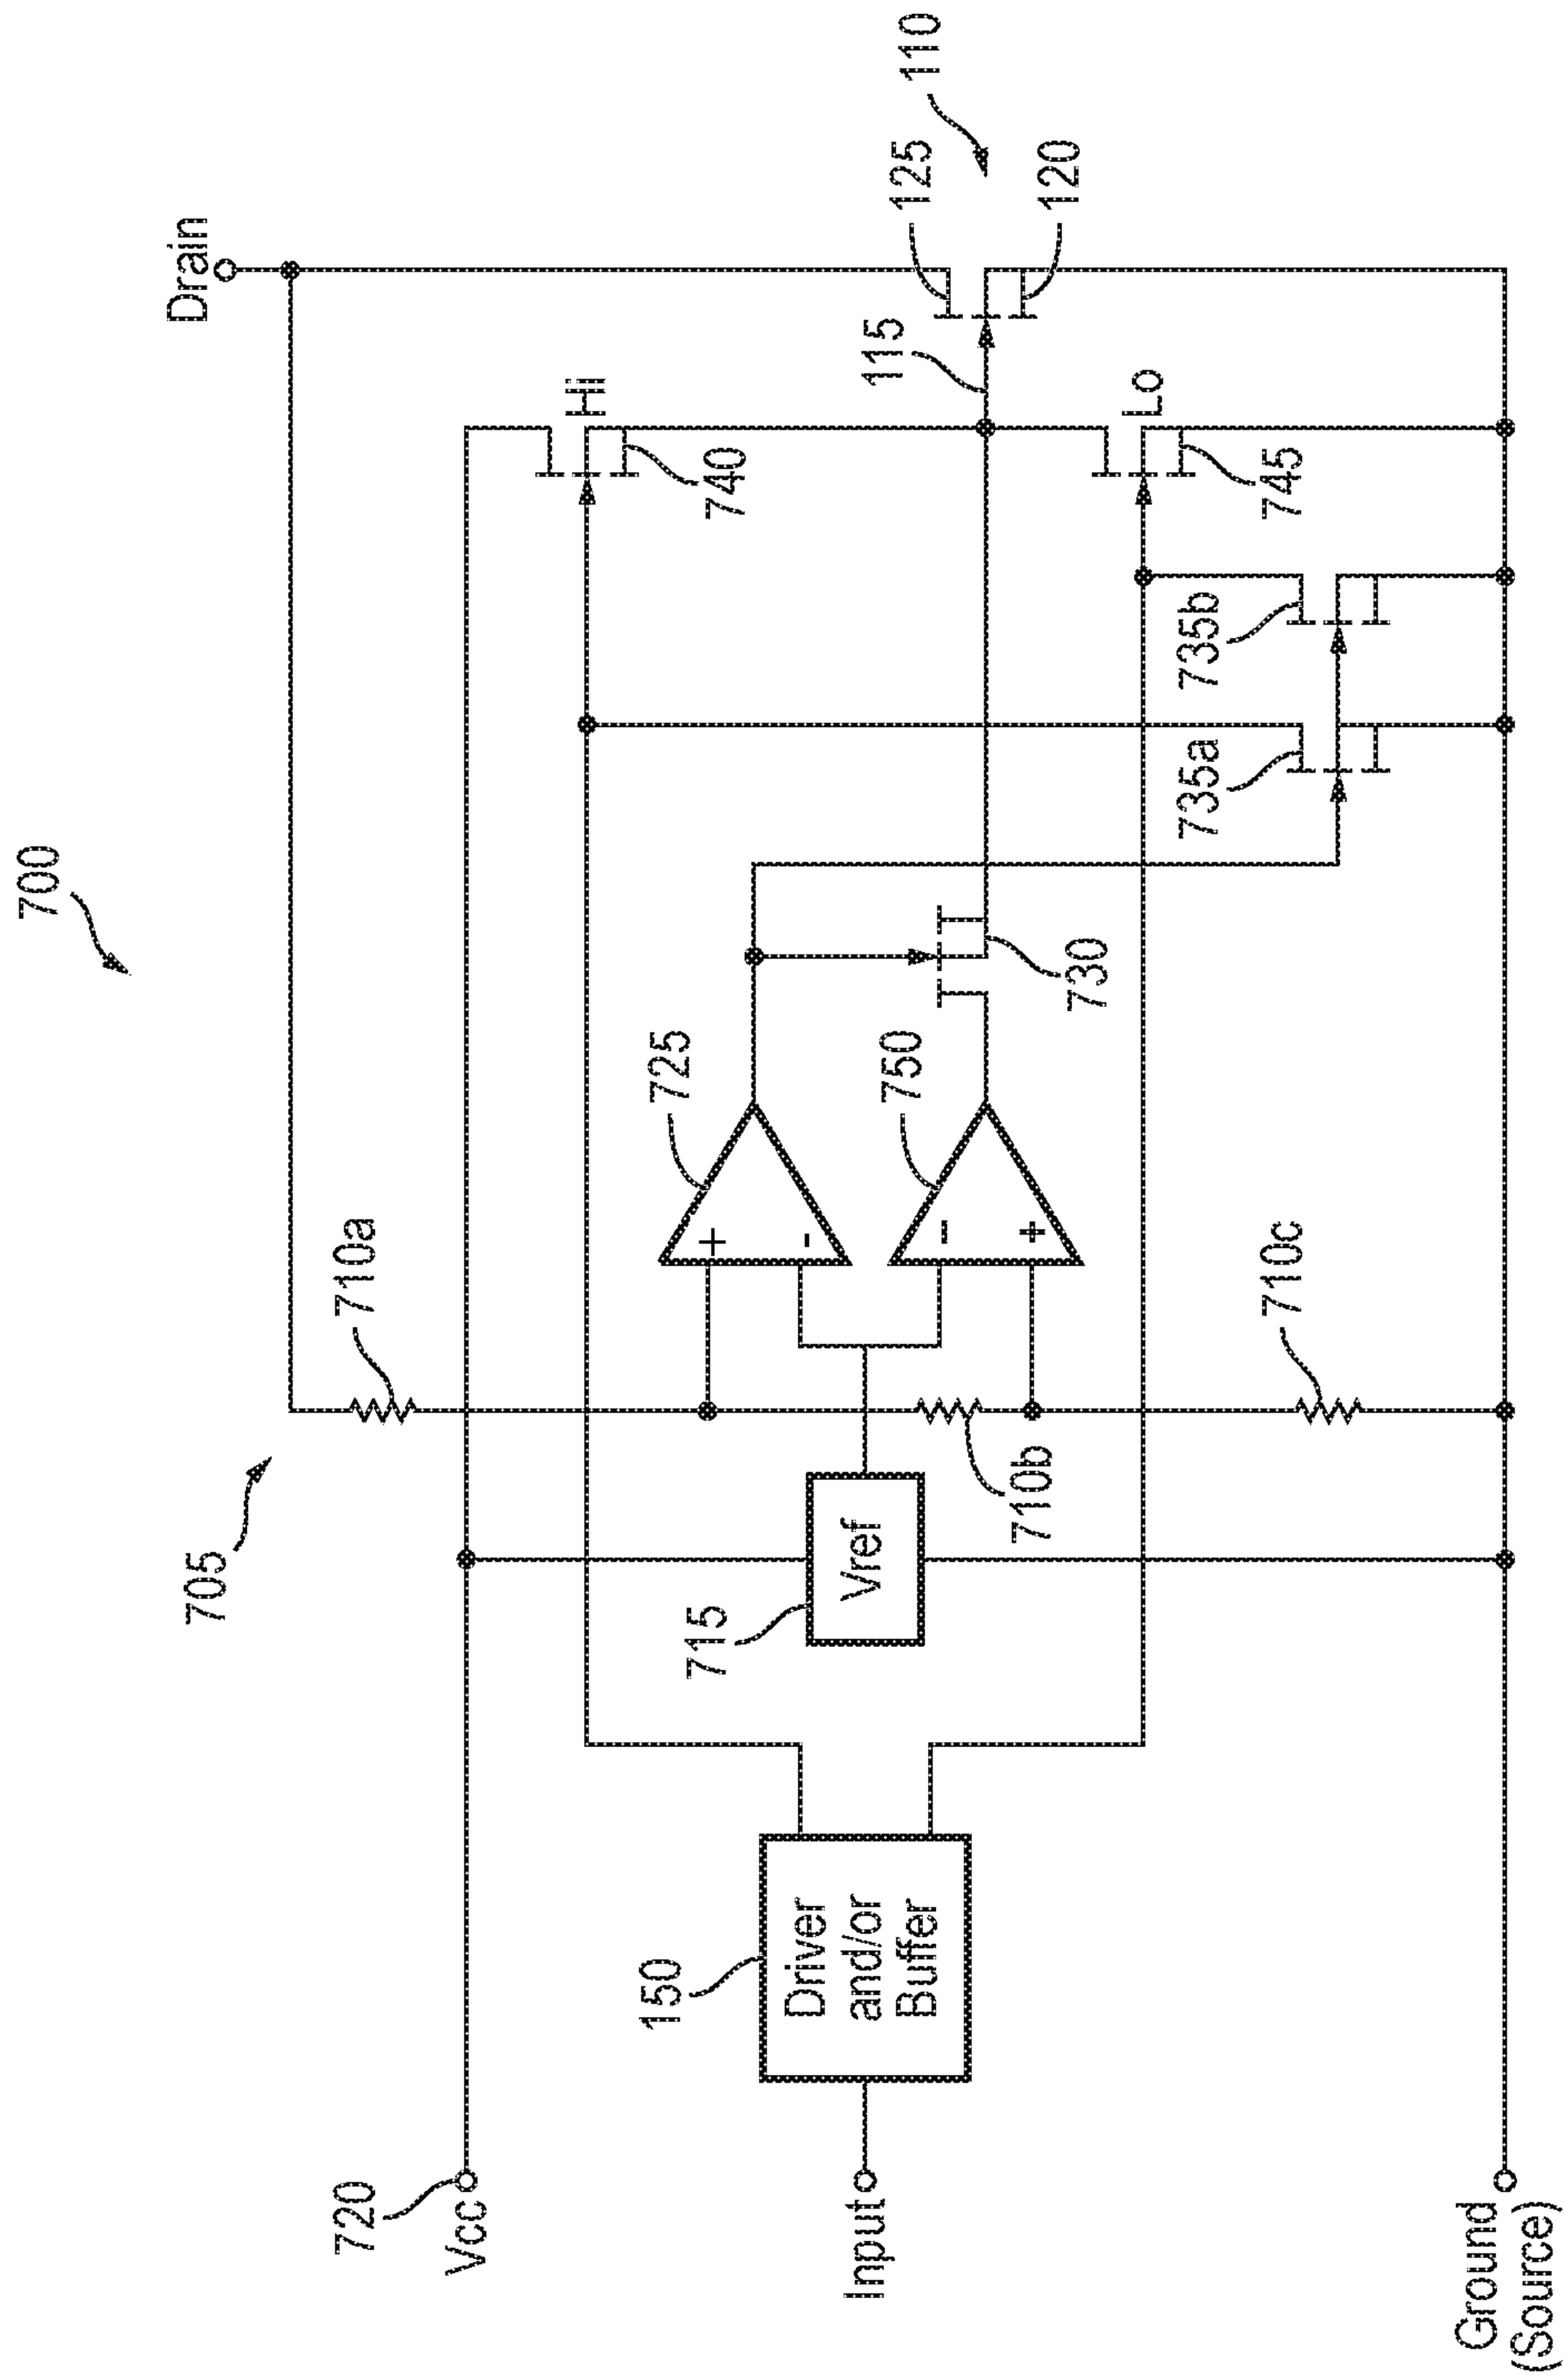 700
705
Drain
110
125
120
115
Hi
740
Lo
745
735b
735a
730
725
+
-
750
-
+
710a
710b
710c
715
Vref
150
Driver
and/or
Buffer
720
Vcc
Input
Ground
(Source)